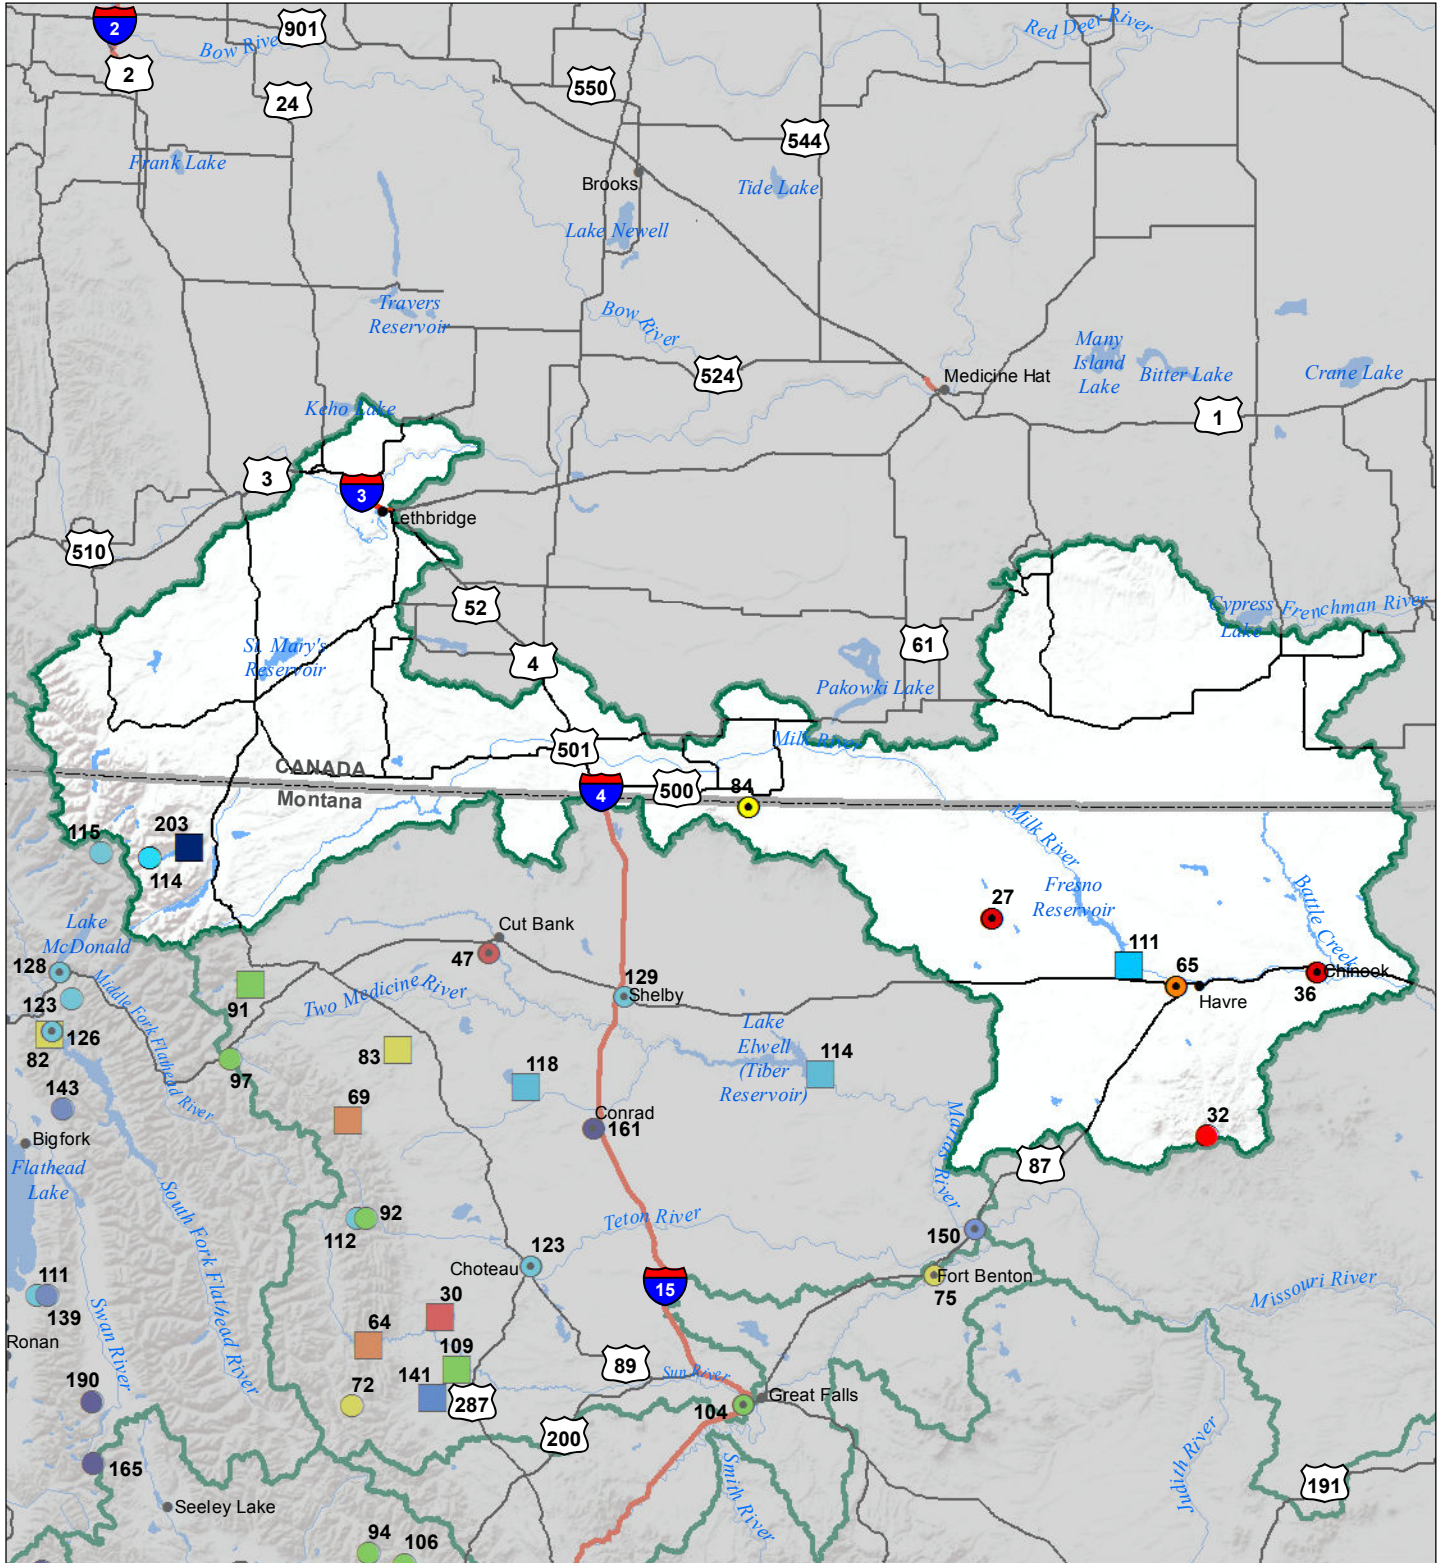 2
901
Bow Rive
Red Deer River
2
24
550
544
Frank Lake
Brooks
Tide Lake
Lake Newell
Travers
Reservoir
Bow River
Many
Island
Lake
Bitter Lake
Crane Lake
524
Medicine Hat
1
Keho Lake
3
3
Lethbridge
510
52
Cypress
Lake
Frenchman River
St. Mary's
Reservoir
4
61
Pakowki Lake
501
Milk River
CANADA
Montana
4
500
84
Milk River
115
203
114
Battle Creek
Fresno
Reservoir
27
Lake
McDonald
Cut Bank
47
111
65
Havre
Chinook
36
128
123
Middle Fork Flathead River
91
Two Medicine River
129
Shelby
82
126
83
Lake
Elwell
(Tiber
Reservoir)
114
97
118
143
69
Conrad
161
Marias River
32
Bigfork
Flathead
Lake
87
South Fork Flathead River
112
92
Teton River
150
123
Choteau
Fort Benton
75
Missouri River
111
139
Swan River
30
15
Ronan
64
109
89
Sun River
190
72
141
287
Great Falls
104
200
Judith River
165
Smith River
191
Seeley Lake
94
106